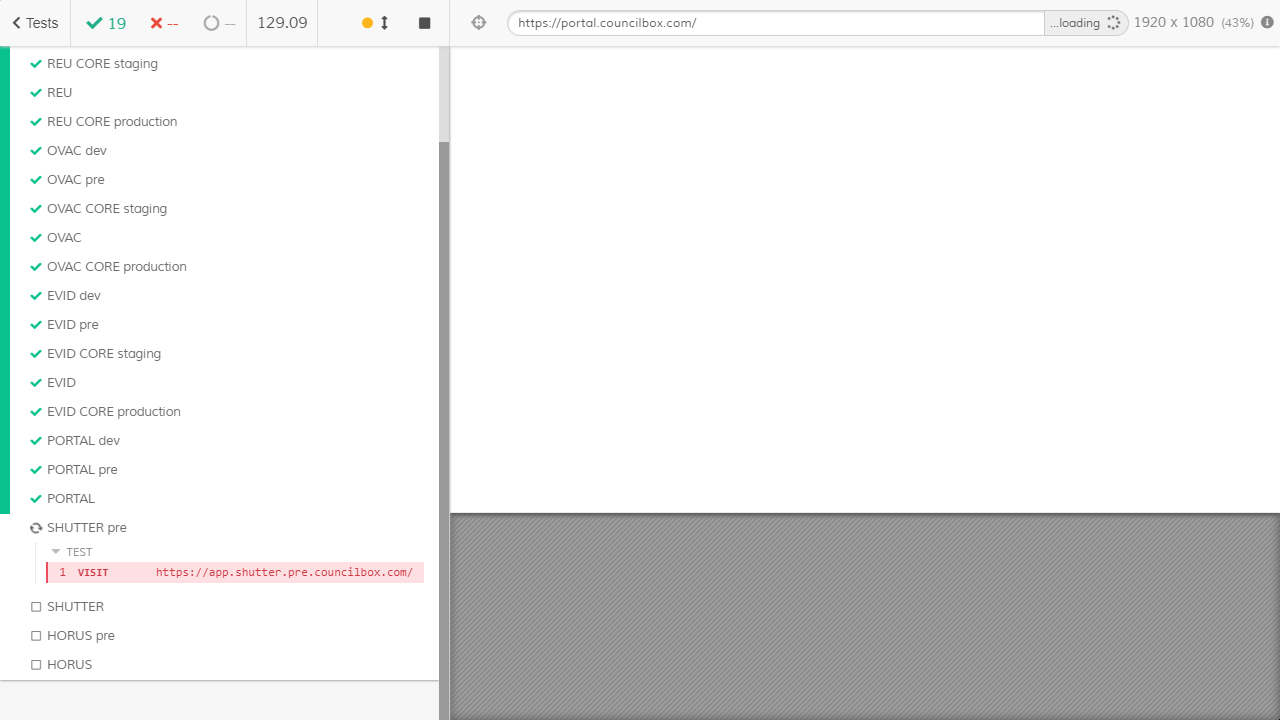 Tests 19 -- -- 129.09
https://portal.councilbox.com/ ...loading 1920 x 1080 (43%)
REU CORE staging
REU
REU CORE production
OVAC dev
OVAC pre
OVAC CORE staging
OVAC
OVAC CORE production
EVID dev
EVID pre
EVID CORE staging
EVID
EVID CORE production
PORTAL dev
PORTAL pre
PORTAL
SHUTTER pre
TEST
1 VISIT https://app.shutter.pre.councilbox.com/
SHUTTER
HORUS pre
HORUS